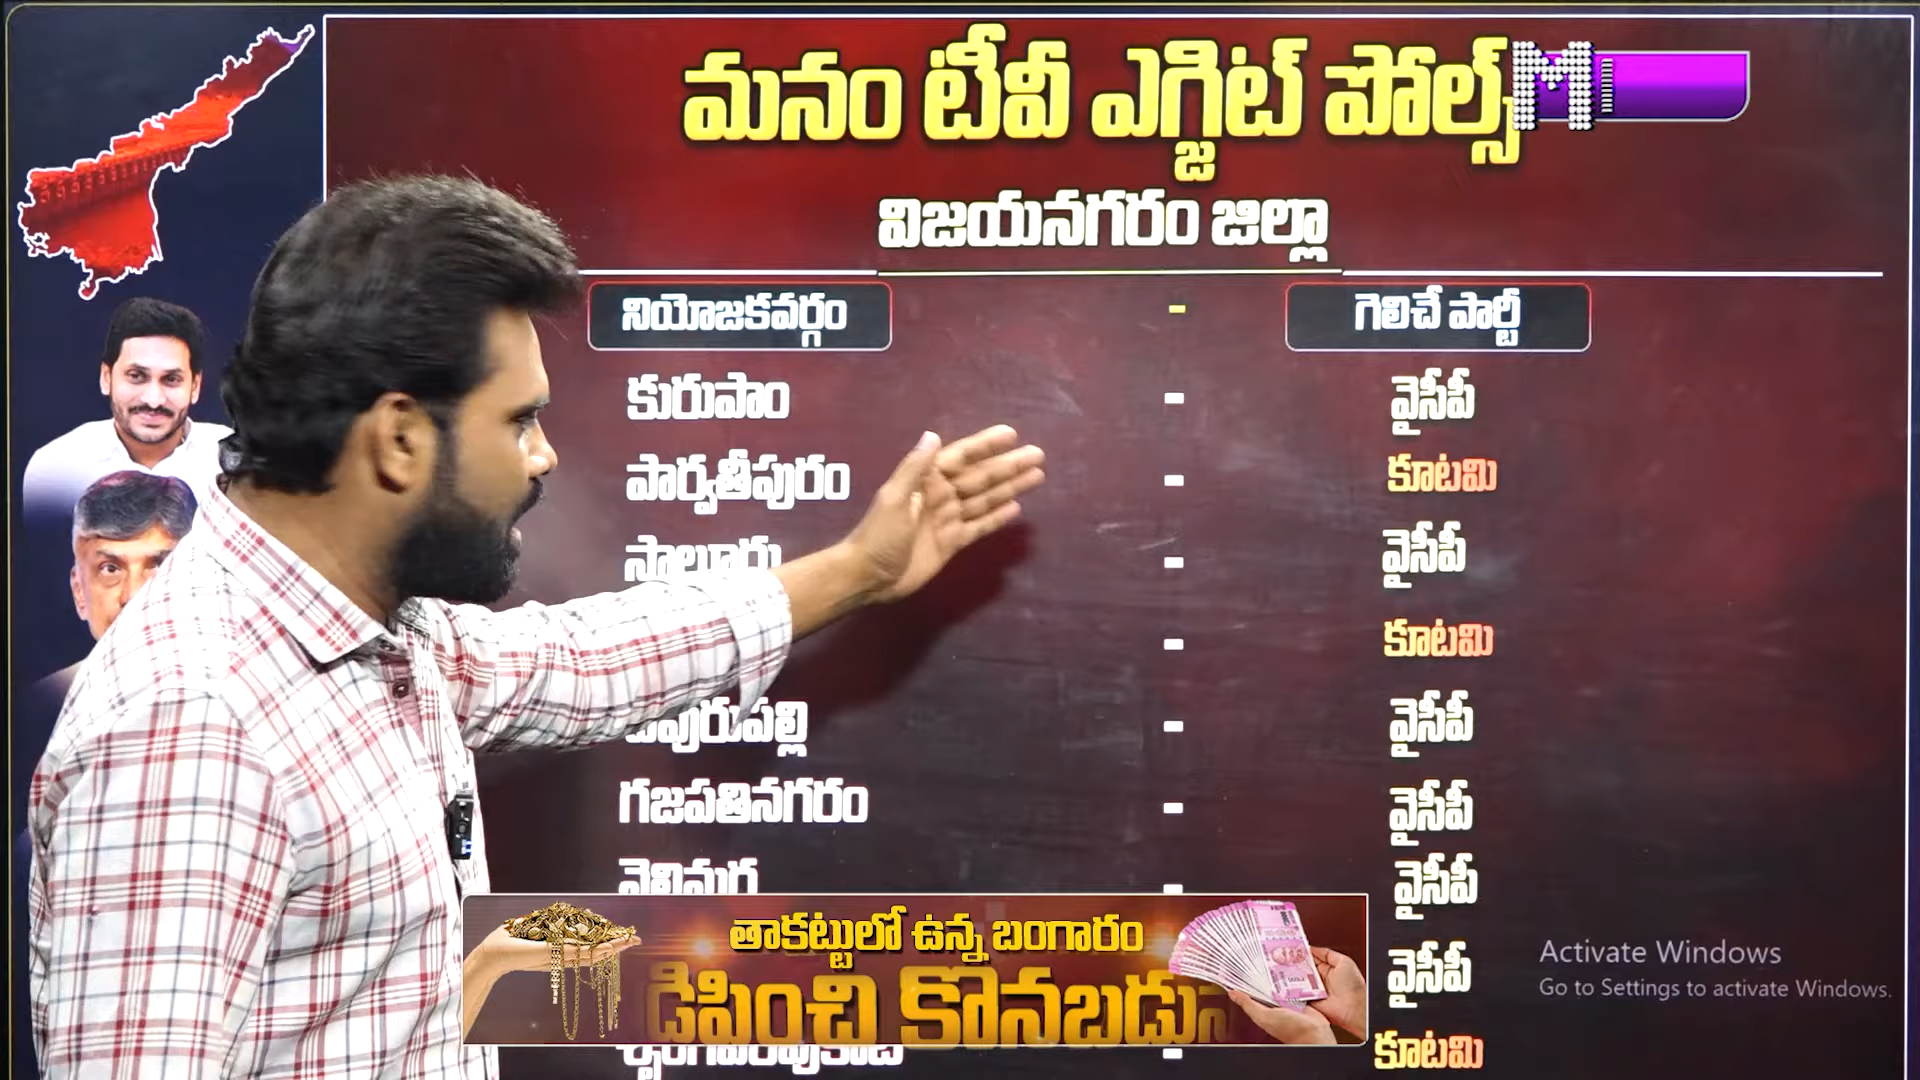 మనం టీవీ ఎగ్జిట్ పోల్స్
M
విజయనగరం జిల్లా
నియోజకవర్గం - గెలిచే పార్టీ
కురుపాం - వైసీపీ
పార్వతీపురం - కూటమి
సాలూరు - వైసీపీ
- కూటమి
- వైసీపీ
గజపతినగరం - వైసీపీ
- వైసీపీ
వైసీపీ
- కూటమి
తాకట్టులో ఉన్న బంగారం
Activate Windows
Go to Settings to activate Windows.